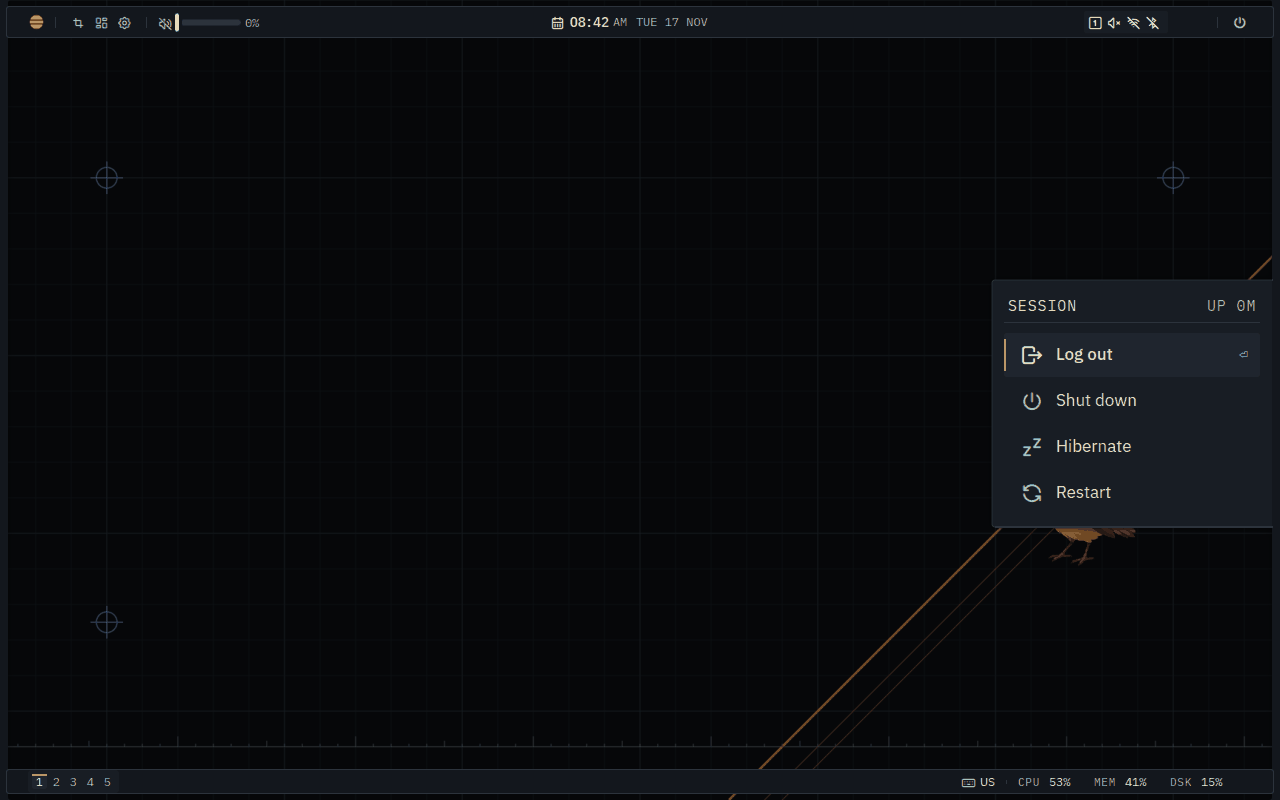 0% 08:42 AM TUE 17 NOV 1
SESSION UP 0M
Log out
Shut down
Hibernate
Restart
1 2 3 4 5 US CPU 53% MEM 41% DSK 15%